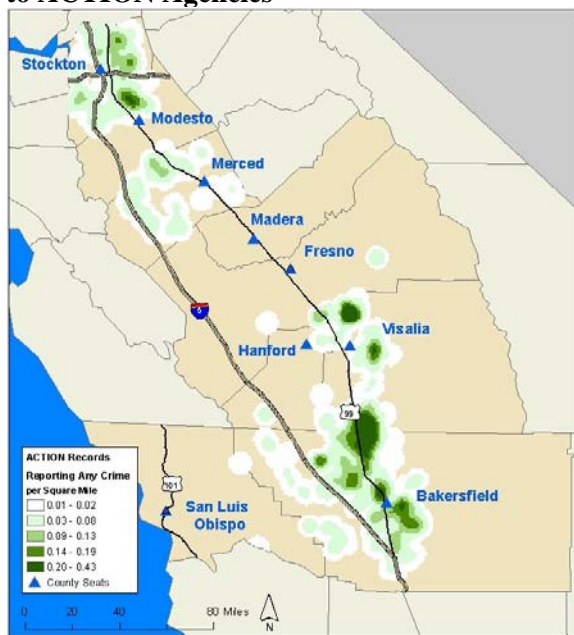 to ACTION Agencies
Stockton
Modesto
Merced
Madera
Fresno
5
Hanford
Visalia
99
ACTION Records
Reporting Any Crime
per Square Mile
0.01 - 0.02
0.03 - 0.08
0.09 - 0.13
0.14 - 0.19
0.20 - 0.43
County Seats
101
San Luis
Obispo
Bakersfield
0 20 40 80 Miles
N